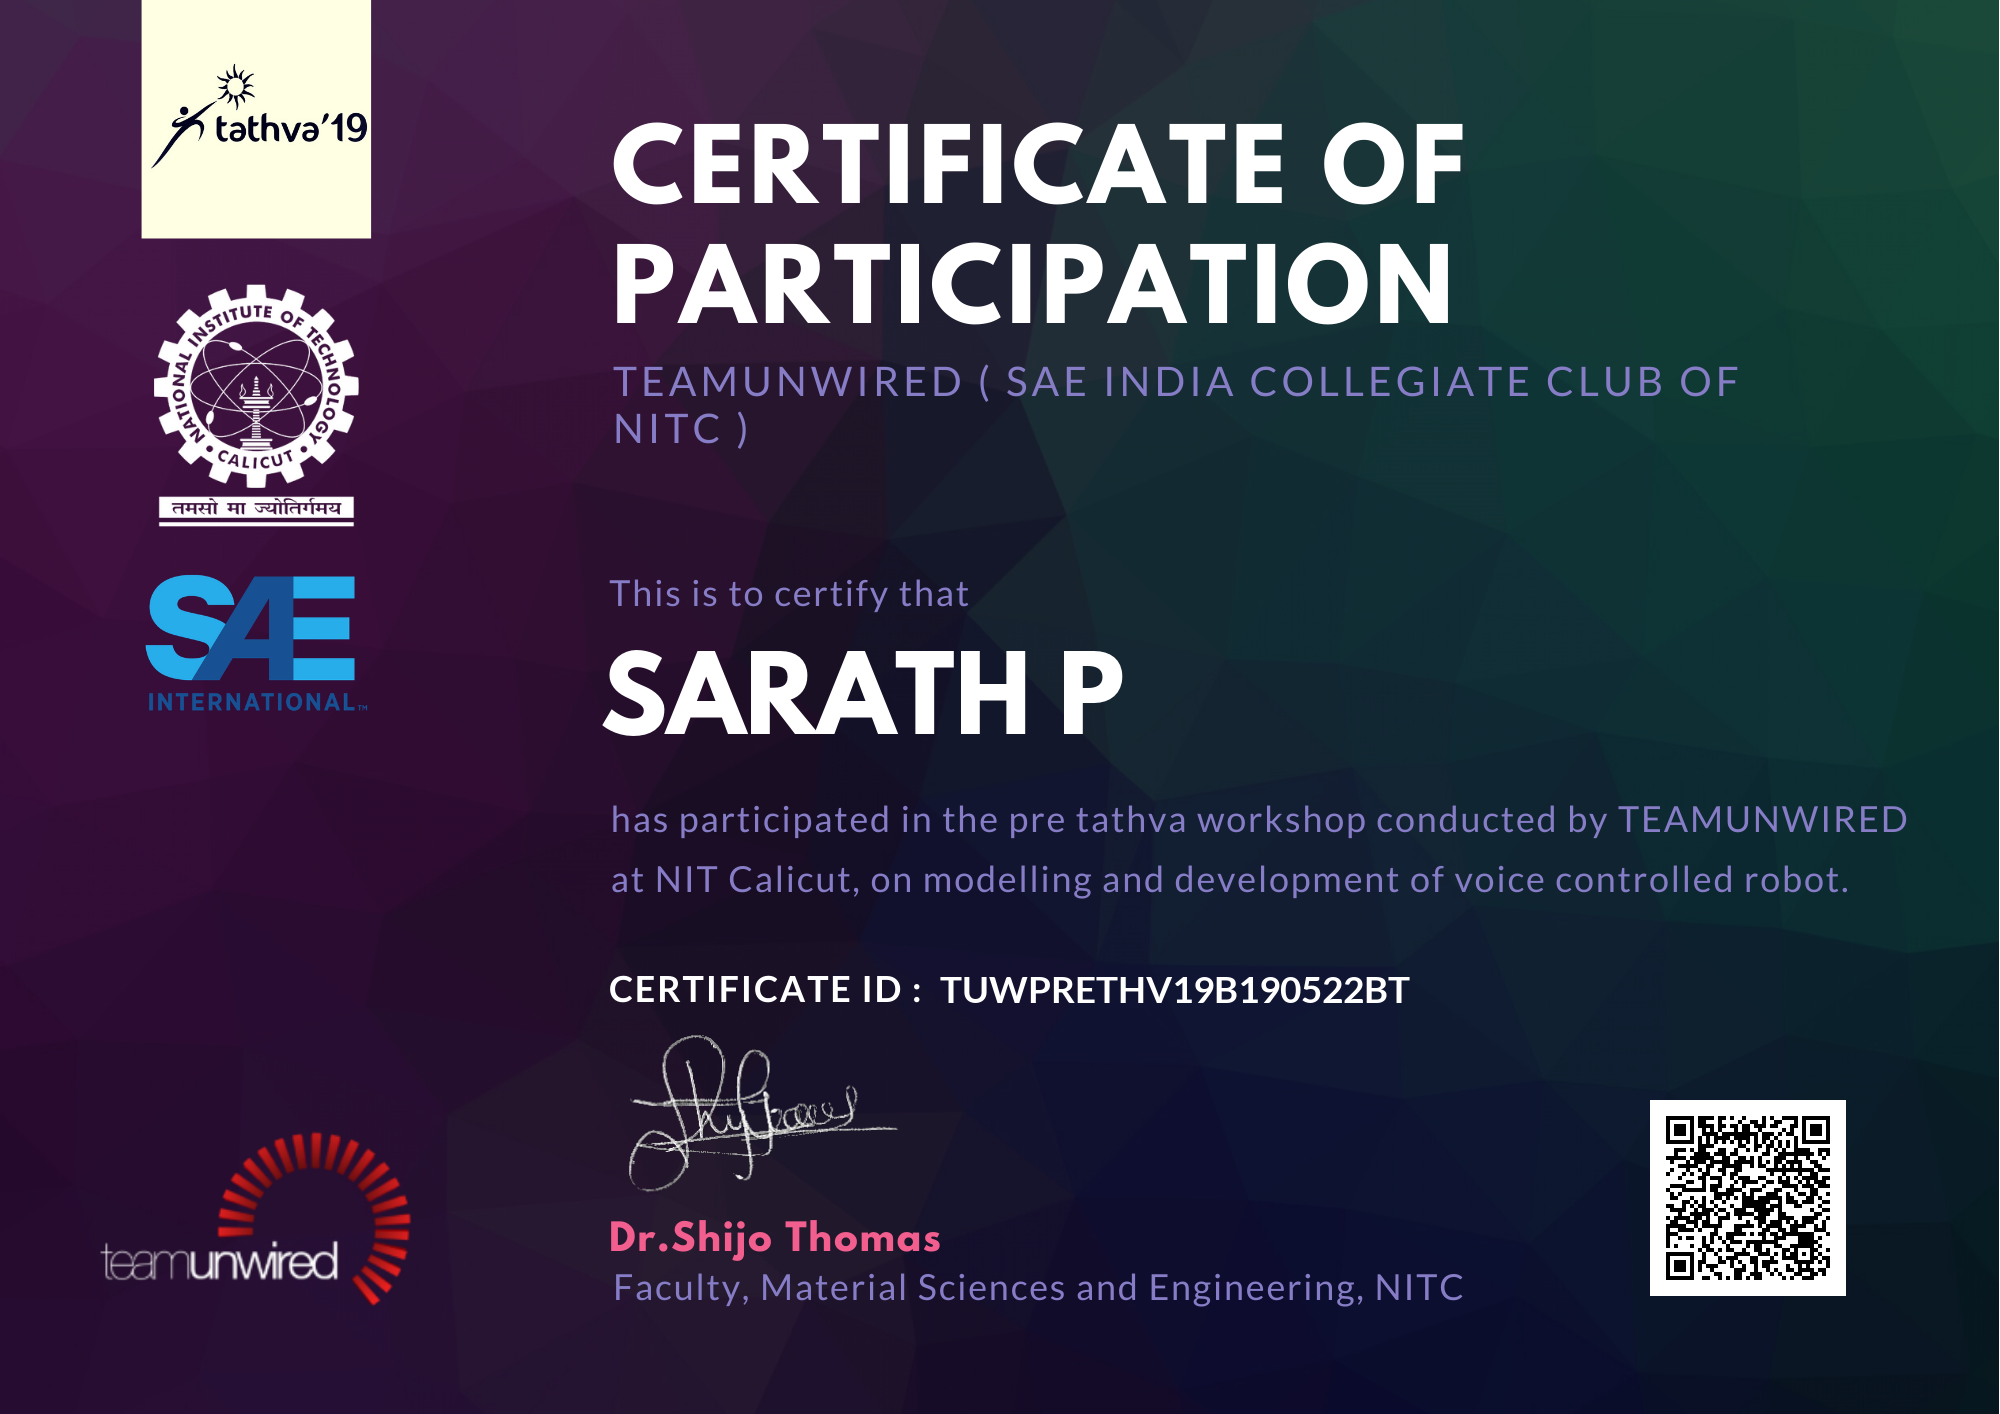 tathva'19
NATIONAL INSTITUTE OF TECHNOLOGY
• CALICUT •
तमसो मा ज्योतिर्गमय
SAE
INTERNATIONAL™
CERTIFICATE OF
PARTICIPATION
TEAMUNWIRED ( SAE INDIA COLLEGIATE CLUB OF
NITC )
This is to certify that
SARATH P
has participated in the pre tathva workshop conducted by TEAMUNWIRED
at NIT Calicut, on modelling and development of voice controlled robot.
CERTIFICATE ID : TUWPRETHV19B190522BT
Dr.Shijo Thomas
Faculty, Material Sciences and Engineering, NITC
teamunwired